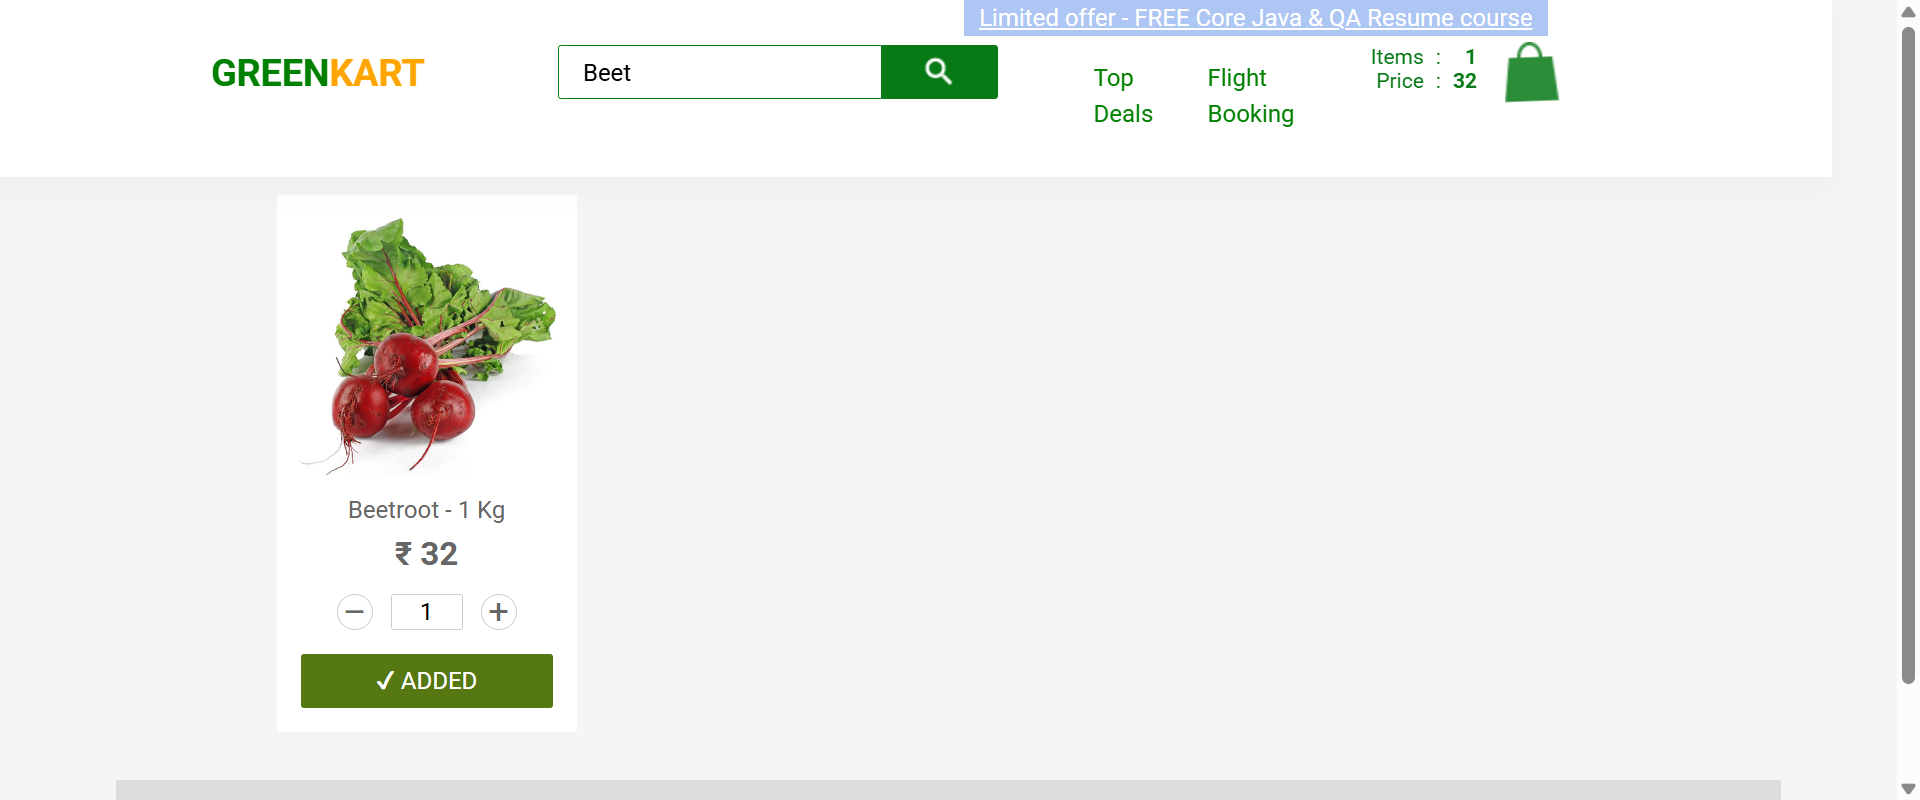 Limited offer - FREE Core Java & QA Resume course
GREENKART
Beet
Top Deals
Flight Booking
Items : 1
Price : 32
Beetroot - 1 Kg
₹ 32
− 1 +
✓ ADDED